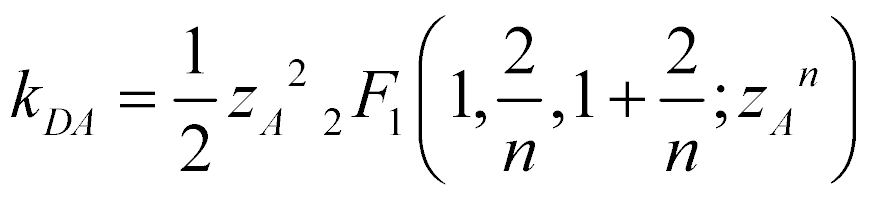 k_{DA} = \frac{1}{2} z_A{}^2 {}_2F_1\left(1, \frac{2}{n}, 1 + \frac{2}{n}; z_A{}^n\right)